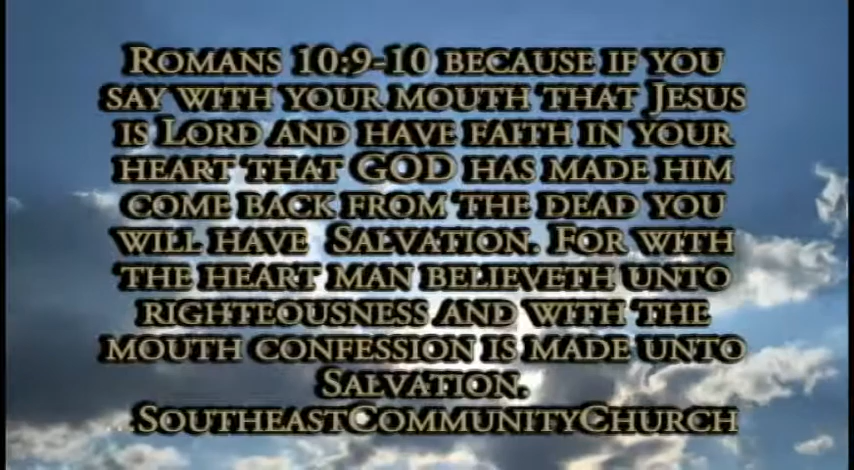 Romans 10:9-10 because if you
say with your mouth that Jesus
is Lord and have faith in your
heart that GOD has made him
come back from the dead you
will have Salvation. For with
the heart man believeth unto
righteousness and with the
mouth confession is made unto
Salvation.
...SoutheastCommunityChurch